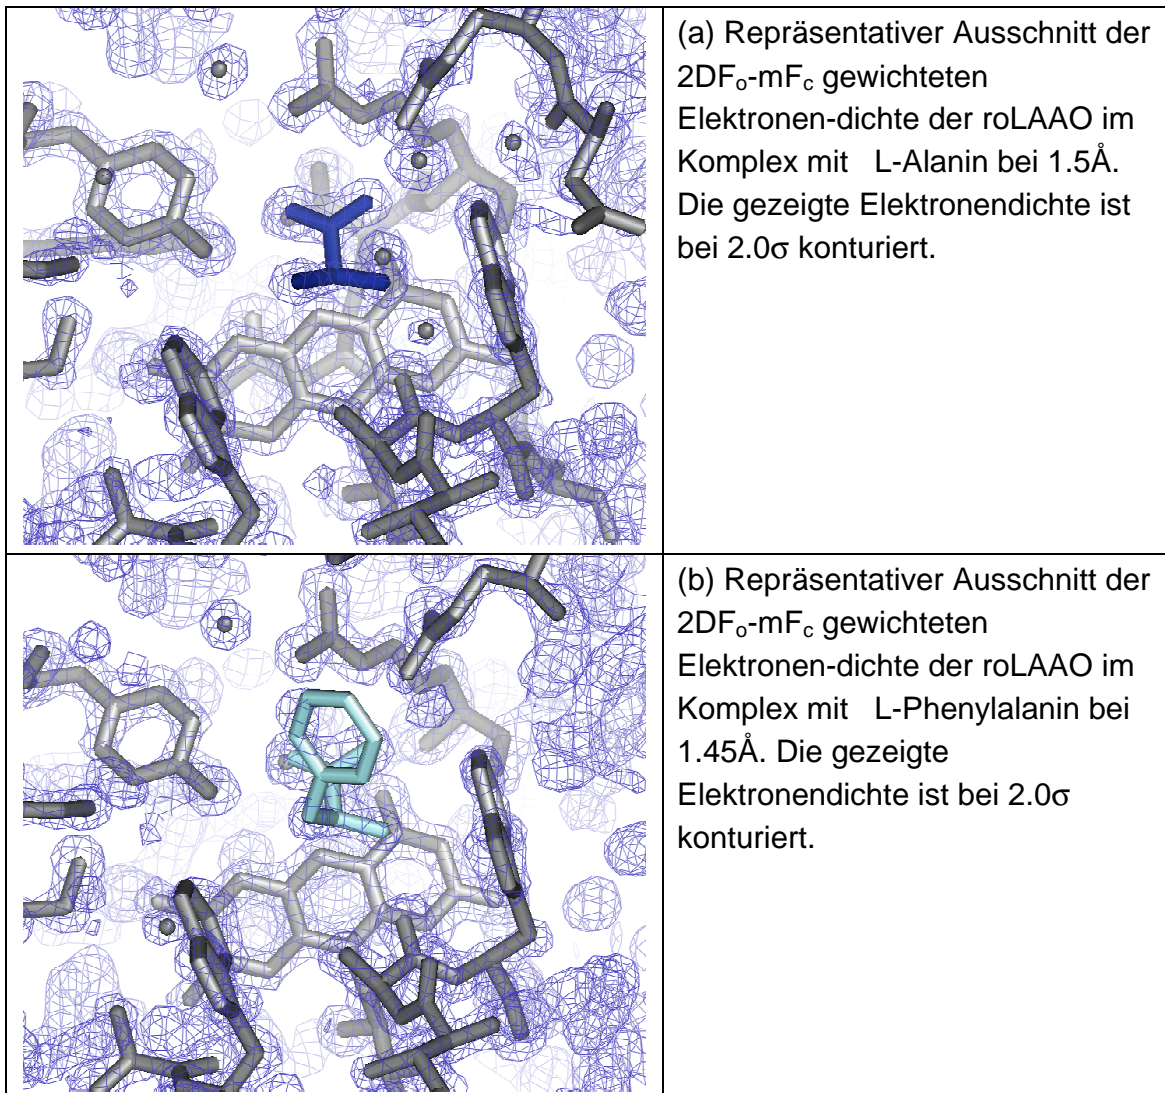 (a) Repräsentativer Ausschnitt der
2DFo-mFc gewichteten
Elektronen-dichte der roLAAO im
Komplex mit   L-Alanin bei 1.5Å.
Die gezeigte Elektronendichte ist
bei 2.0σ konturiert.
(b) Repräsentativer Ausschnitt der
2DFo-mFc gewichteten
Elektronen-dichte der roLAAO im
Komplex mit   L-Phenylalanin bei
1.45Å. Die gezeigte
Elektronendichte ist bei 2.0σ
konturiert.